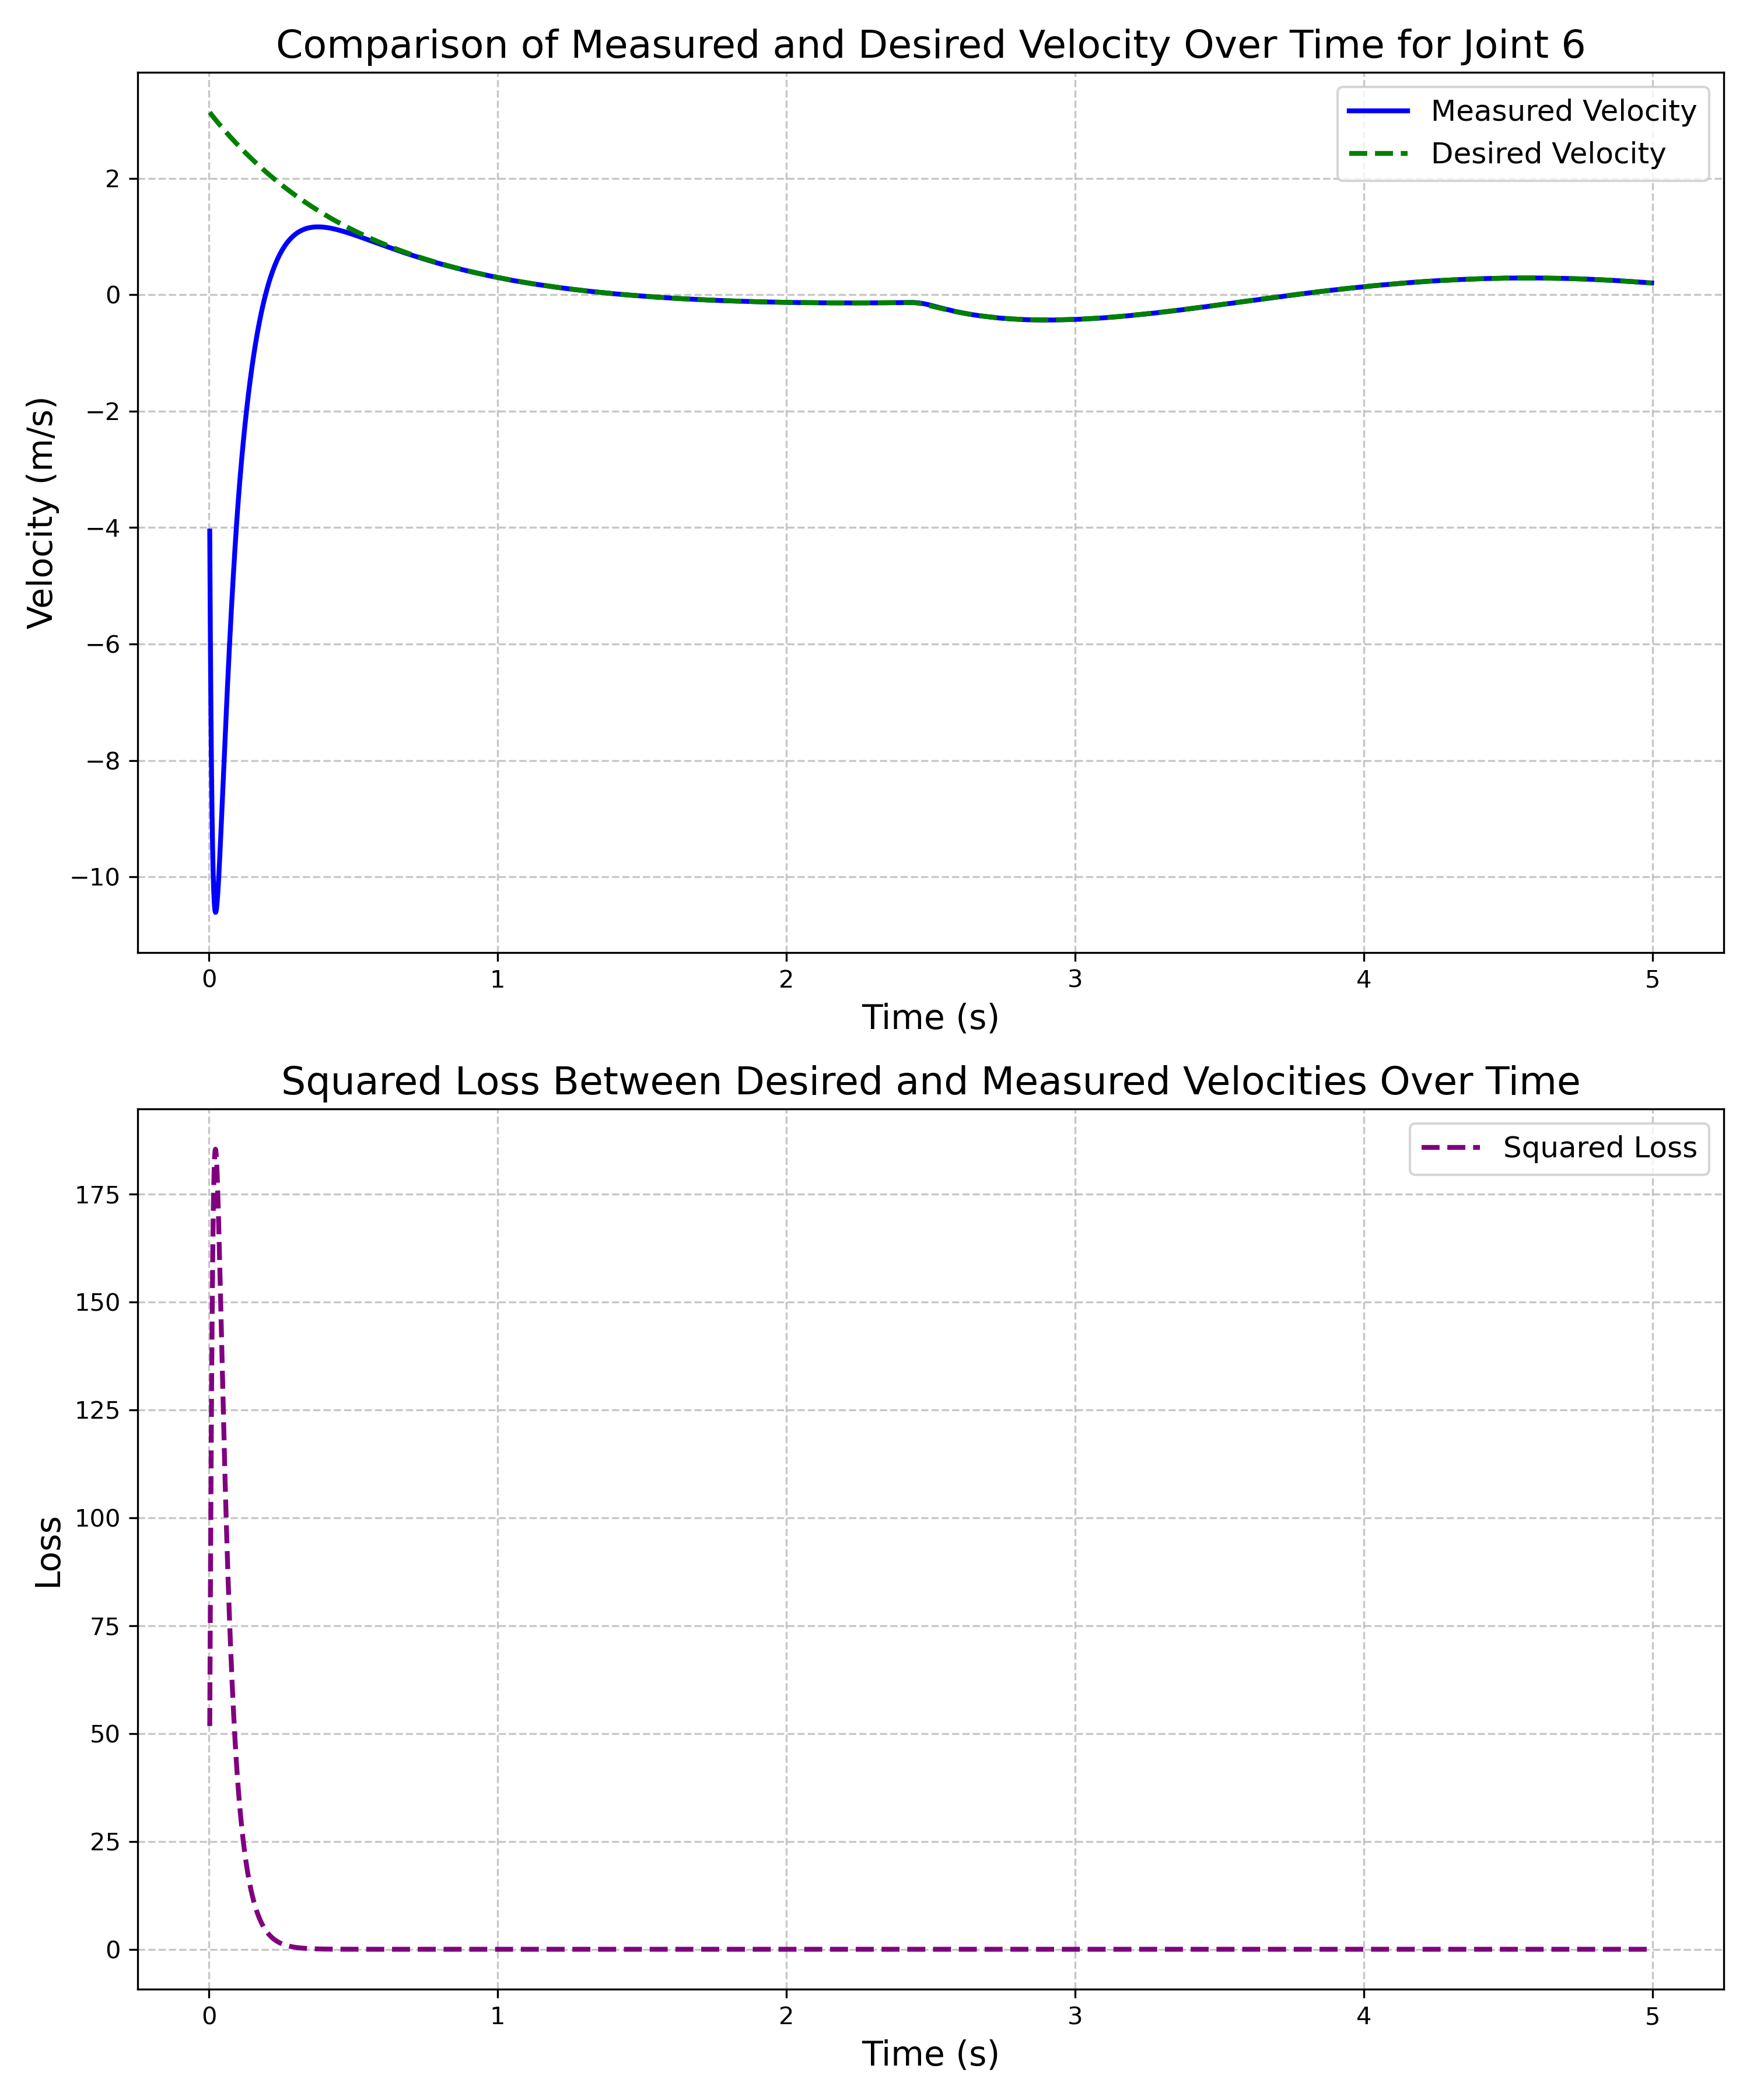 Comparison of Measured and Desired Velocity Over Time for Joint 6
Measured Velocity
Desired Velocity
Velocity (m/s)
2
0
−2
−4
−6
−8
−10
0 1 2 3 4 5
Time (s)
Squared Loss Between Desired and Measured Velocities Over Time
Squared Loss
Loss
175
150
125
100
75
50
25
0
0 1 2 3 4 5
Time (s)